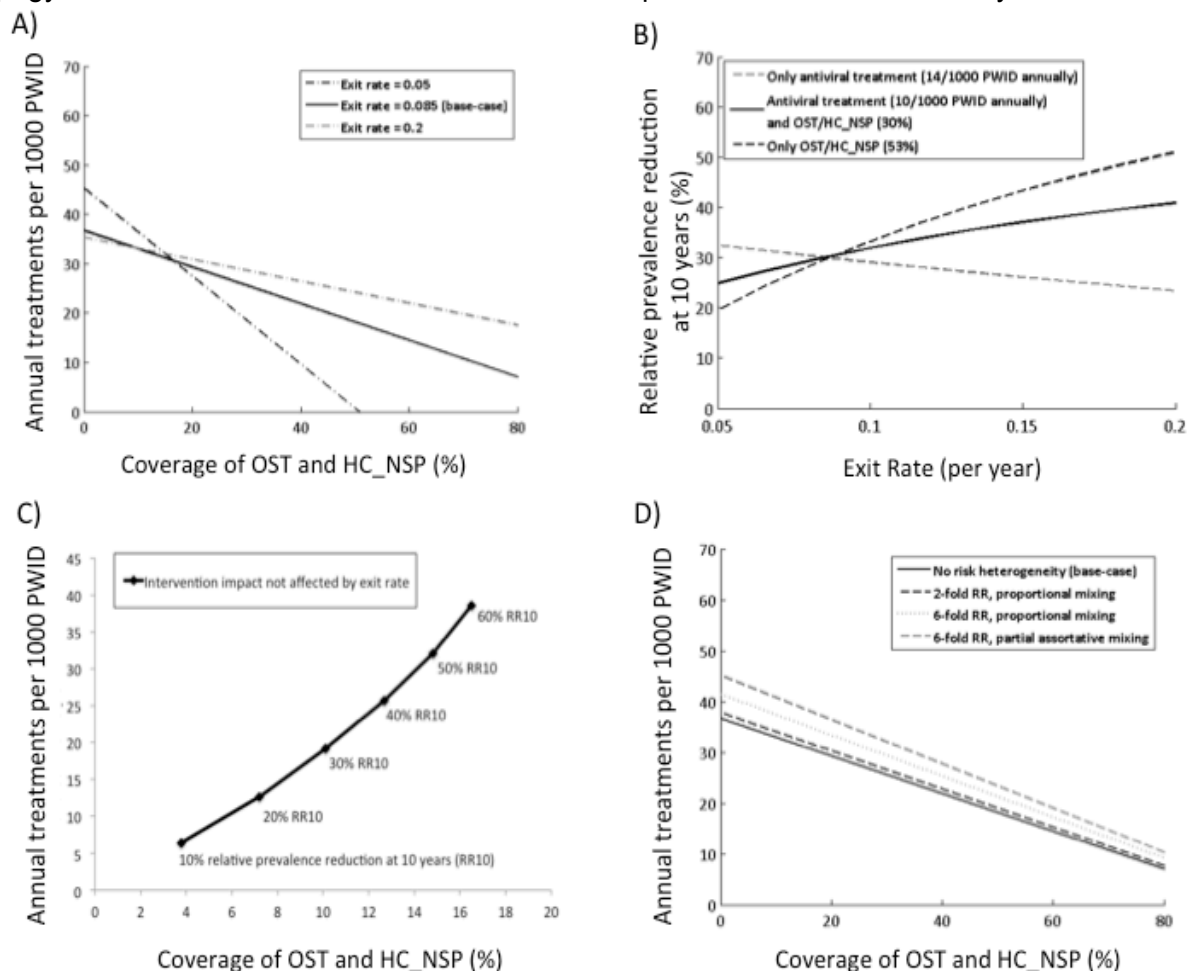 A)
Annual treatments per 1000 PWID
70
60
50
40
30
20
10
0
Exit rate = 0.05
Exit rate = 0.085 (base-case)
Exit rate = 0.2
0 20 40 60 80
Coverage of OST and HC_NSP (%)
B)
Relative prevalence reduction
at 10 years (%)
70
60
50
40
30
20
10
0
Only antiviral treatment (14/1000 PWID annually)
Antiviral treatment (10/1000 PWID annually)
and OST/HC_NSP (30%)
Only OST/HC_NSP (53%)
0.05 0.1 0.15 0.2
Exit Rate (per year)
C)
Annual treatments per 1000 PWID
45
40
35
30
25
20
15
10
5
0
Intervention impact not affected by exit rate
60% RR10
50% RR10
40% RR10
30% RR10
20% RR10
10% relative prevalence reduction at 10 years (RR10)
0 2 4 6 8 10 12 14 16 18 20
Coverage of OST and HC_NSP (%)
D)
Annual treatments per 1000 PWID
70
60
50
40
30
20
10
0
No risk heterogeneity (base-case)
2-fold RR, proportional mixing
6-fold RR, proportional mixing
6-fold RR, partial assortative mixing
0 20 40 60 80
Coverage of OST and HC_NSP (%)